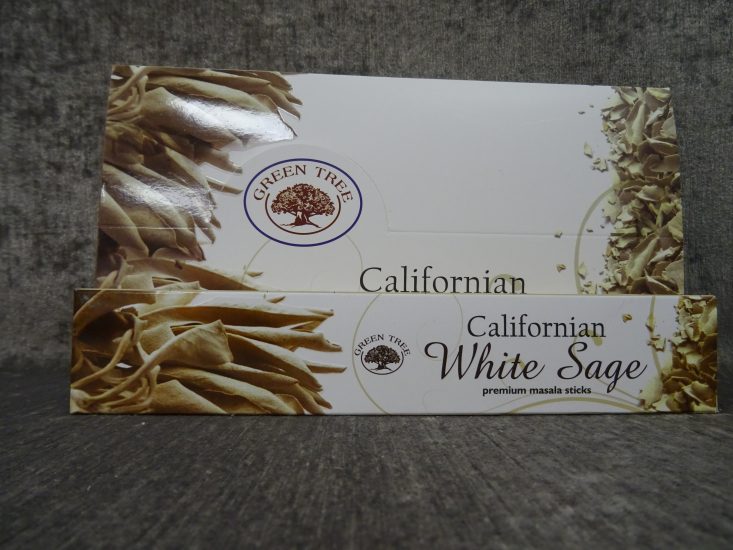 GREEN TREE
Californian
GREEN TREE
Californian
White Sage
premium masala sticks